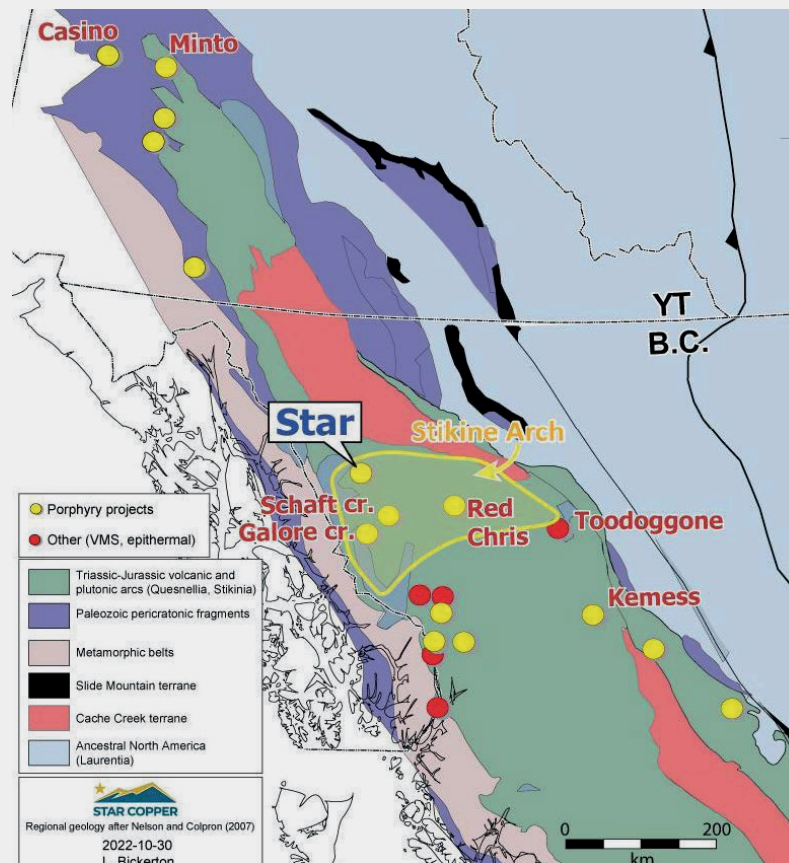 Casino
Minto
YT
B.C.
Star
Stikine Arch
Schaft cr.
Galore cr.
Red
Chris
Toodoggone
Kemess
Porphyry projects
Other (VMS, epithermal)
Triassic-Jurassic volcanic and
plutonic arcs (Quesnellia, Stikinia)
Paleozoic pericratonic fragments
Metamorphic belts
Slide Mountain terrane
Cache Creek terrane
Ancestral North America
(Laurentia)
STAR COPPER
Regional geology after Nelson and Colpron (2007)
2022-10-30
L. Bickerton
0 200
km